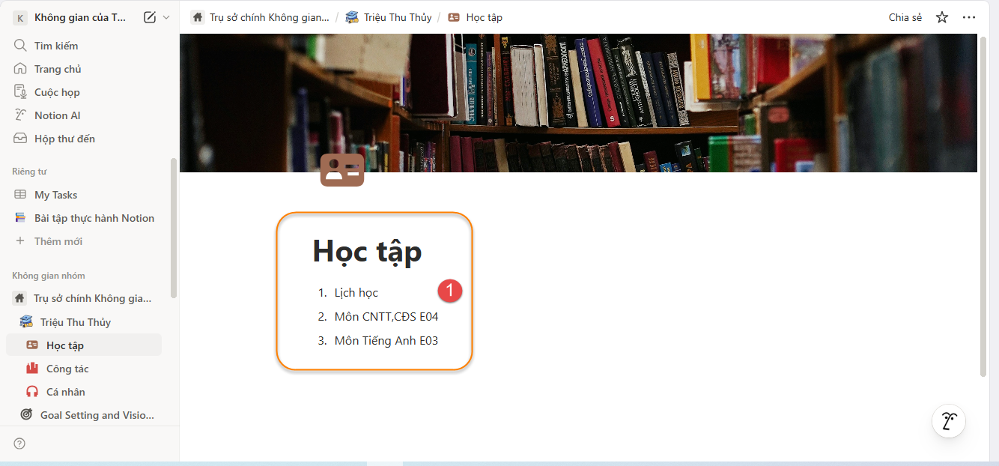 K Không gian của T...
Tìm kiếm
Trang chủ
Cuộc họp
Notion AI
Hộp thư đến
Riêng tư
My Tasks
Bài tập thực hành Notion
Thêm mới
Không gian nhóm
Trụ sở chính Không gia...
Triệu Thu Thủy
Học tập
Công tác
Cá nhân
Goal Setting and Visio...
Trụ sở chính Không gian... / Triệu Thu Thủy / Học tập
Chia sẻ
Học tập
1. Lịch học
1
2. Môn CNTT,CĐS E04
3. Môn Tiếng Anh E03